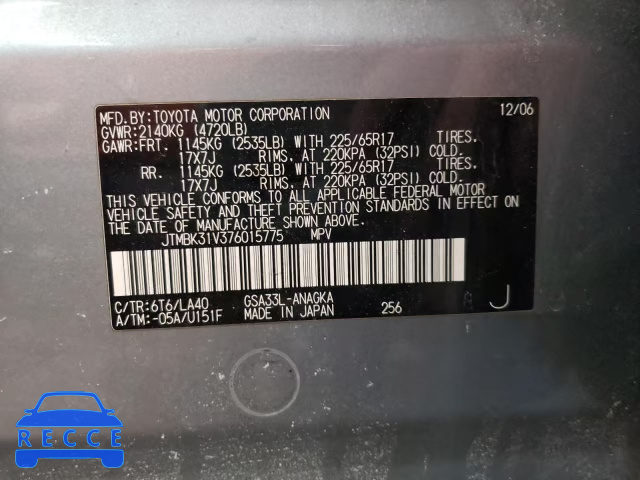 MFD.BY:TOYOTA MOTOR CORPORATION 12/06
GVWR:2140KG (4720LB)
GAWR:FRT. 1145KG (2535LB) WITH 225/65R17 TIRES.
17X7J RIMS, AT 220KPA (32PSI) COLD.
RR. 1145KG (2535LB) WITH 225/65R17 TIRES.
17X7J RIMS, AT 220KPA (32PSI) COLD.
THIS VEHICLE CONFORMS TO ALL APPLICABLE FEDERAL MOTOR
VEHICLE SAFETY AND THEFT PREVENTION STANDARDS IN EFFECT ON
THE DATE OF MANUFACTURE SHOWN ABOVE.
JTMBK31V376015775 MPV
C/TR:6T6/LA40 GSA33L-ANAGKA
A/TM:-05A/U151F MADE IN JAPAN 256
J
RECCE